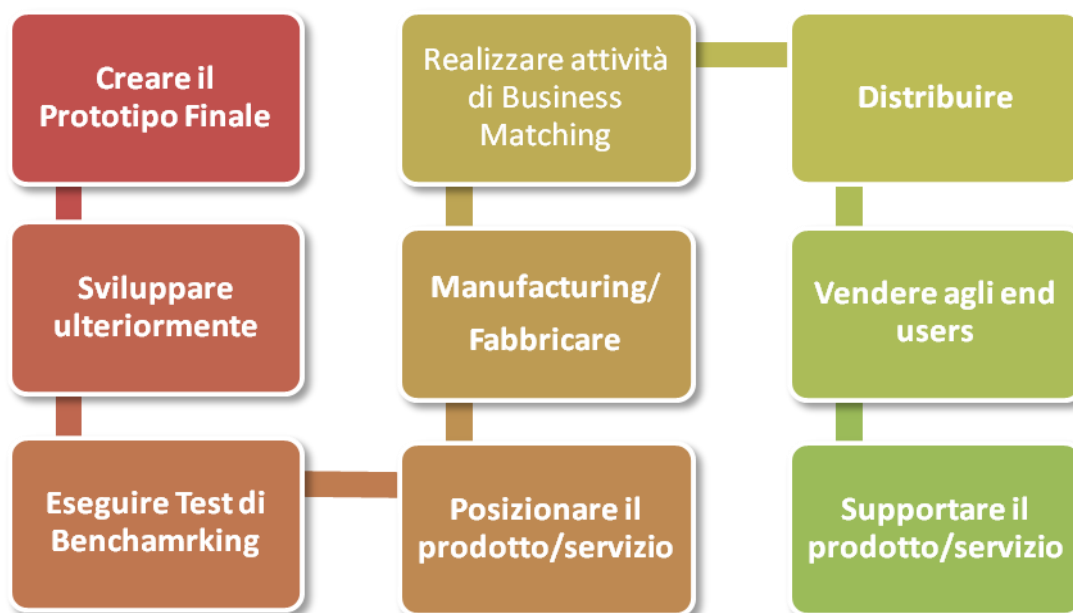 Creare il
Prototipo Finale
Sviluppare
ulteriormente
Eseguire Test di
Benchamrking
Posizionare il
prodotto/servizio
Manufacturing/
Fabbricare
Realizzare attività
di Business
Matching
Distribuire
Vendere agli end
users
Supportare il
prodotto/servizio